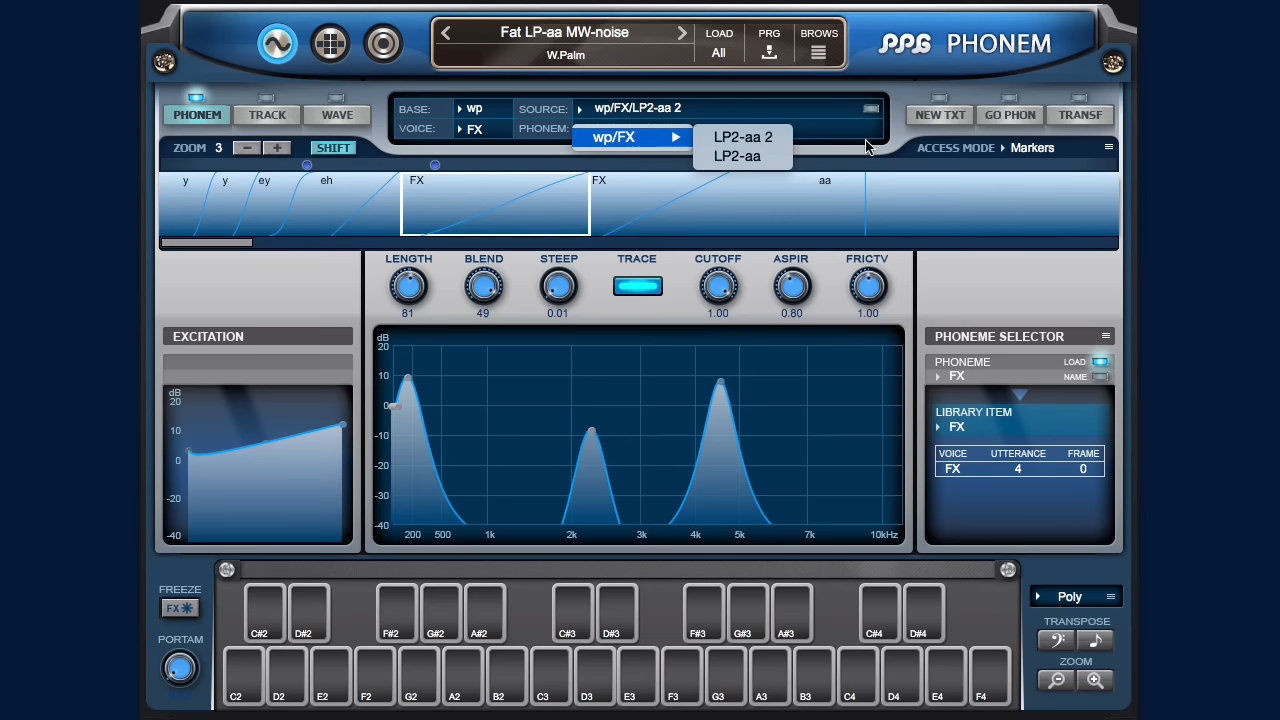 Fat LP-aa MW-noise
W.Palm
LOAD
All
PRG
BROWS
PPG PHONEM
PHONEM
TRACK
WAVE
BASE:
wp
SOURCE:
wp/FX/LP2-aa 2
VOICE:
FX
PHONEM:
wp/FX
LP2-aa 2
LP2-aa
NEW TXT
GO PHON
TRANSF
ZOOM 3
SHIFT
ACCESS MODE
Markers
y
y
ey
eh
FX
FX
aa
LENGTH
BLEND
STEEP
TRACE
CUTOFF
ASPIR
FRICTV
81
49
0.01
1.00
0.80
1.00
EXCITATION
dB
20
10
0
-20
-40
dB
20
10
0
-10
-20
-30
-40
200
500
1k
2k
3k
4k
5k
7k
10kHz
PHONEME SELECTOR
PHONEME
LOAD
FX
NAME
LIBRARY ITEM
FX
VOICE
UTTERANCE
FRAME
FX
4
0
FREEZE
FX
PORTAM
C#2
D#2
F#2
G#2
A#2
C#3
D#3
F#3
G#3
A#3
C#4
D#4
C2
D2
E2
F2
G2
A2
B2
C3
D3
E3
F3
G3
A3
B3
C4
D4
E4
F4
Poly
TRANSPOSE
ZOOM